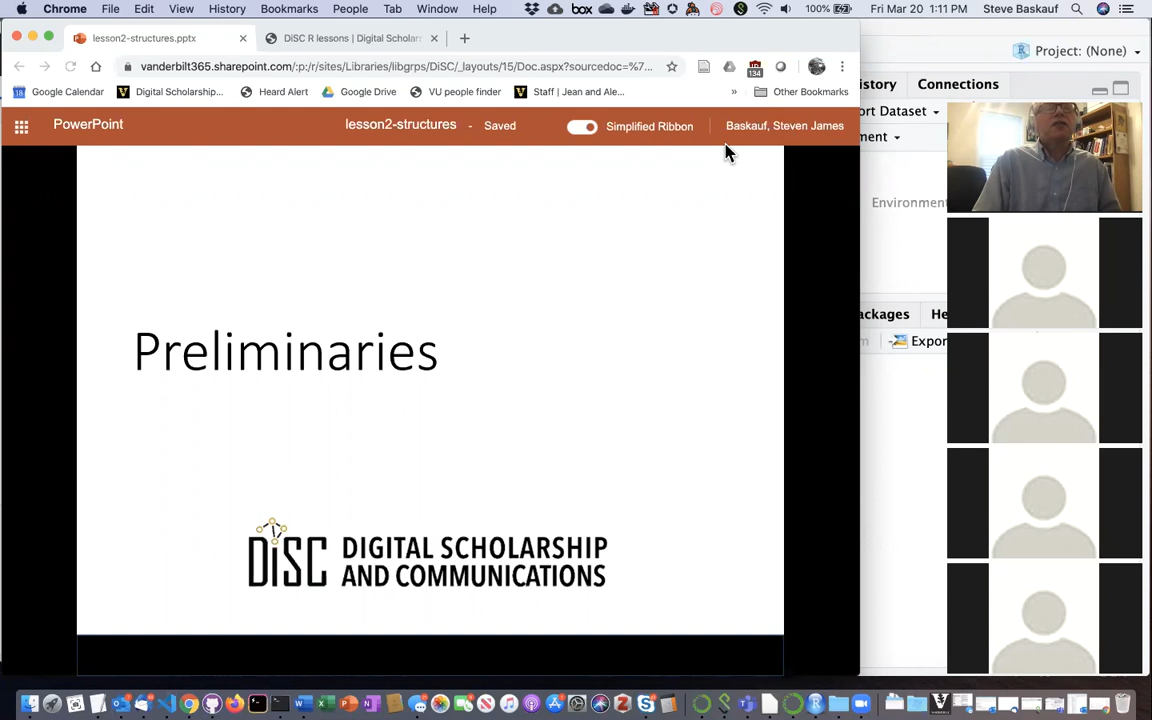 Chrome File Edit View History Bookmarks People Tab Window Help box 100% Fri Mar 20 1:11 PM Steve Baskauf
lesson2-structures.pptx
DiSC R lessons | Digital Scholar
Project: (None)
vanderbilt365.sharepoint.com/:p:/r/sites/Libraries/libgrps/DiSC/_layouts/15/Doc.aspx?sourcedoc=%7...
134
istory Connections
18 Google Calendar Digital Scholarship... Heard Alert Google Drive VU people finder Staff | Jean and Ale... » Other Bookmarks
ort Dataset
PowerPoint lesson2-structures - Saved Simplified Ribbon Baskauf, Steven James
ment
Environmen
Preliminaries
ackages He
Expor
DiSC DIGITAL SCHOLARSHIP
AND COMMUNICATIONS